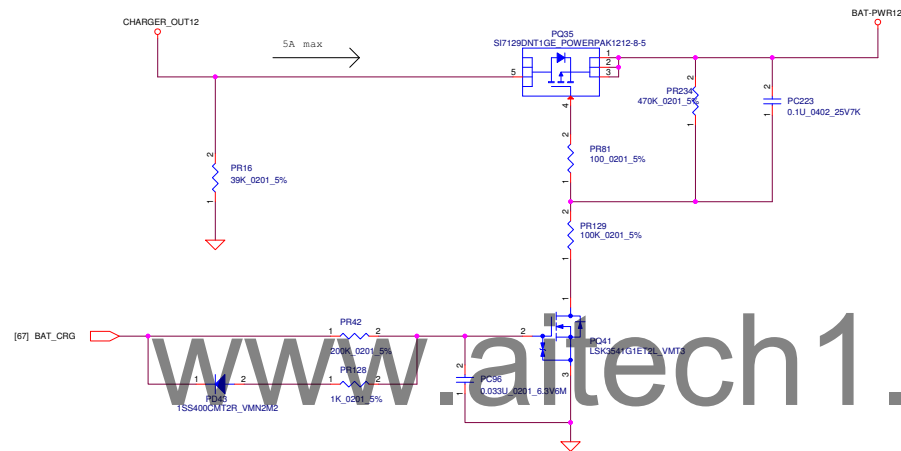 CHARGER_OUT12
BAT-PWR12
5A max
PQ35
SI7129DNT1GE_POWERPAK1212-8-5
5
1
2
3
4
2
PR234
470K_0201_5%
1
2
PC223
0.1U_0402_25V7K
1
2
PR81
100_0201_5%
1
2
PR16
39K_0201_5%
1
2
PR129
100K_0201_5%
1
1
[67] BAT_CRG
1
PR42
2
200K_0201_5%
2
PQ41
LSK3541G1ET2L_VMT3
3
1
PD43
2
1SS400CMT2R_VMN2M2
1
PR128
2
1K_0201_5%
2
PC96
0.033U_0201_6.3V6M
1
www.aitech1.